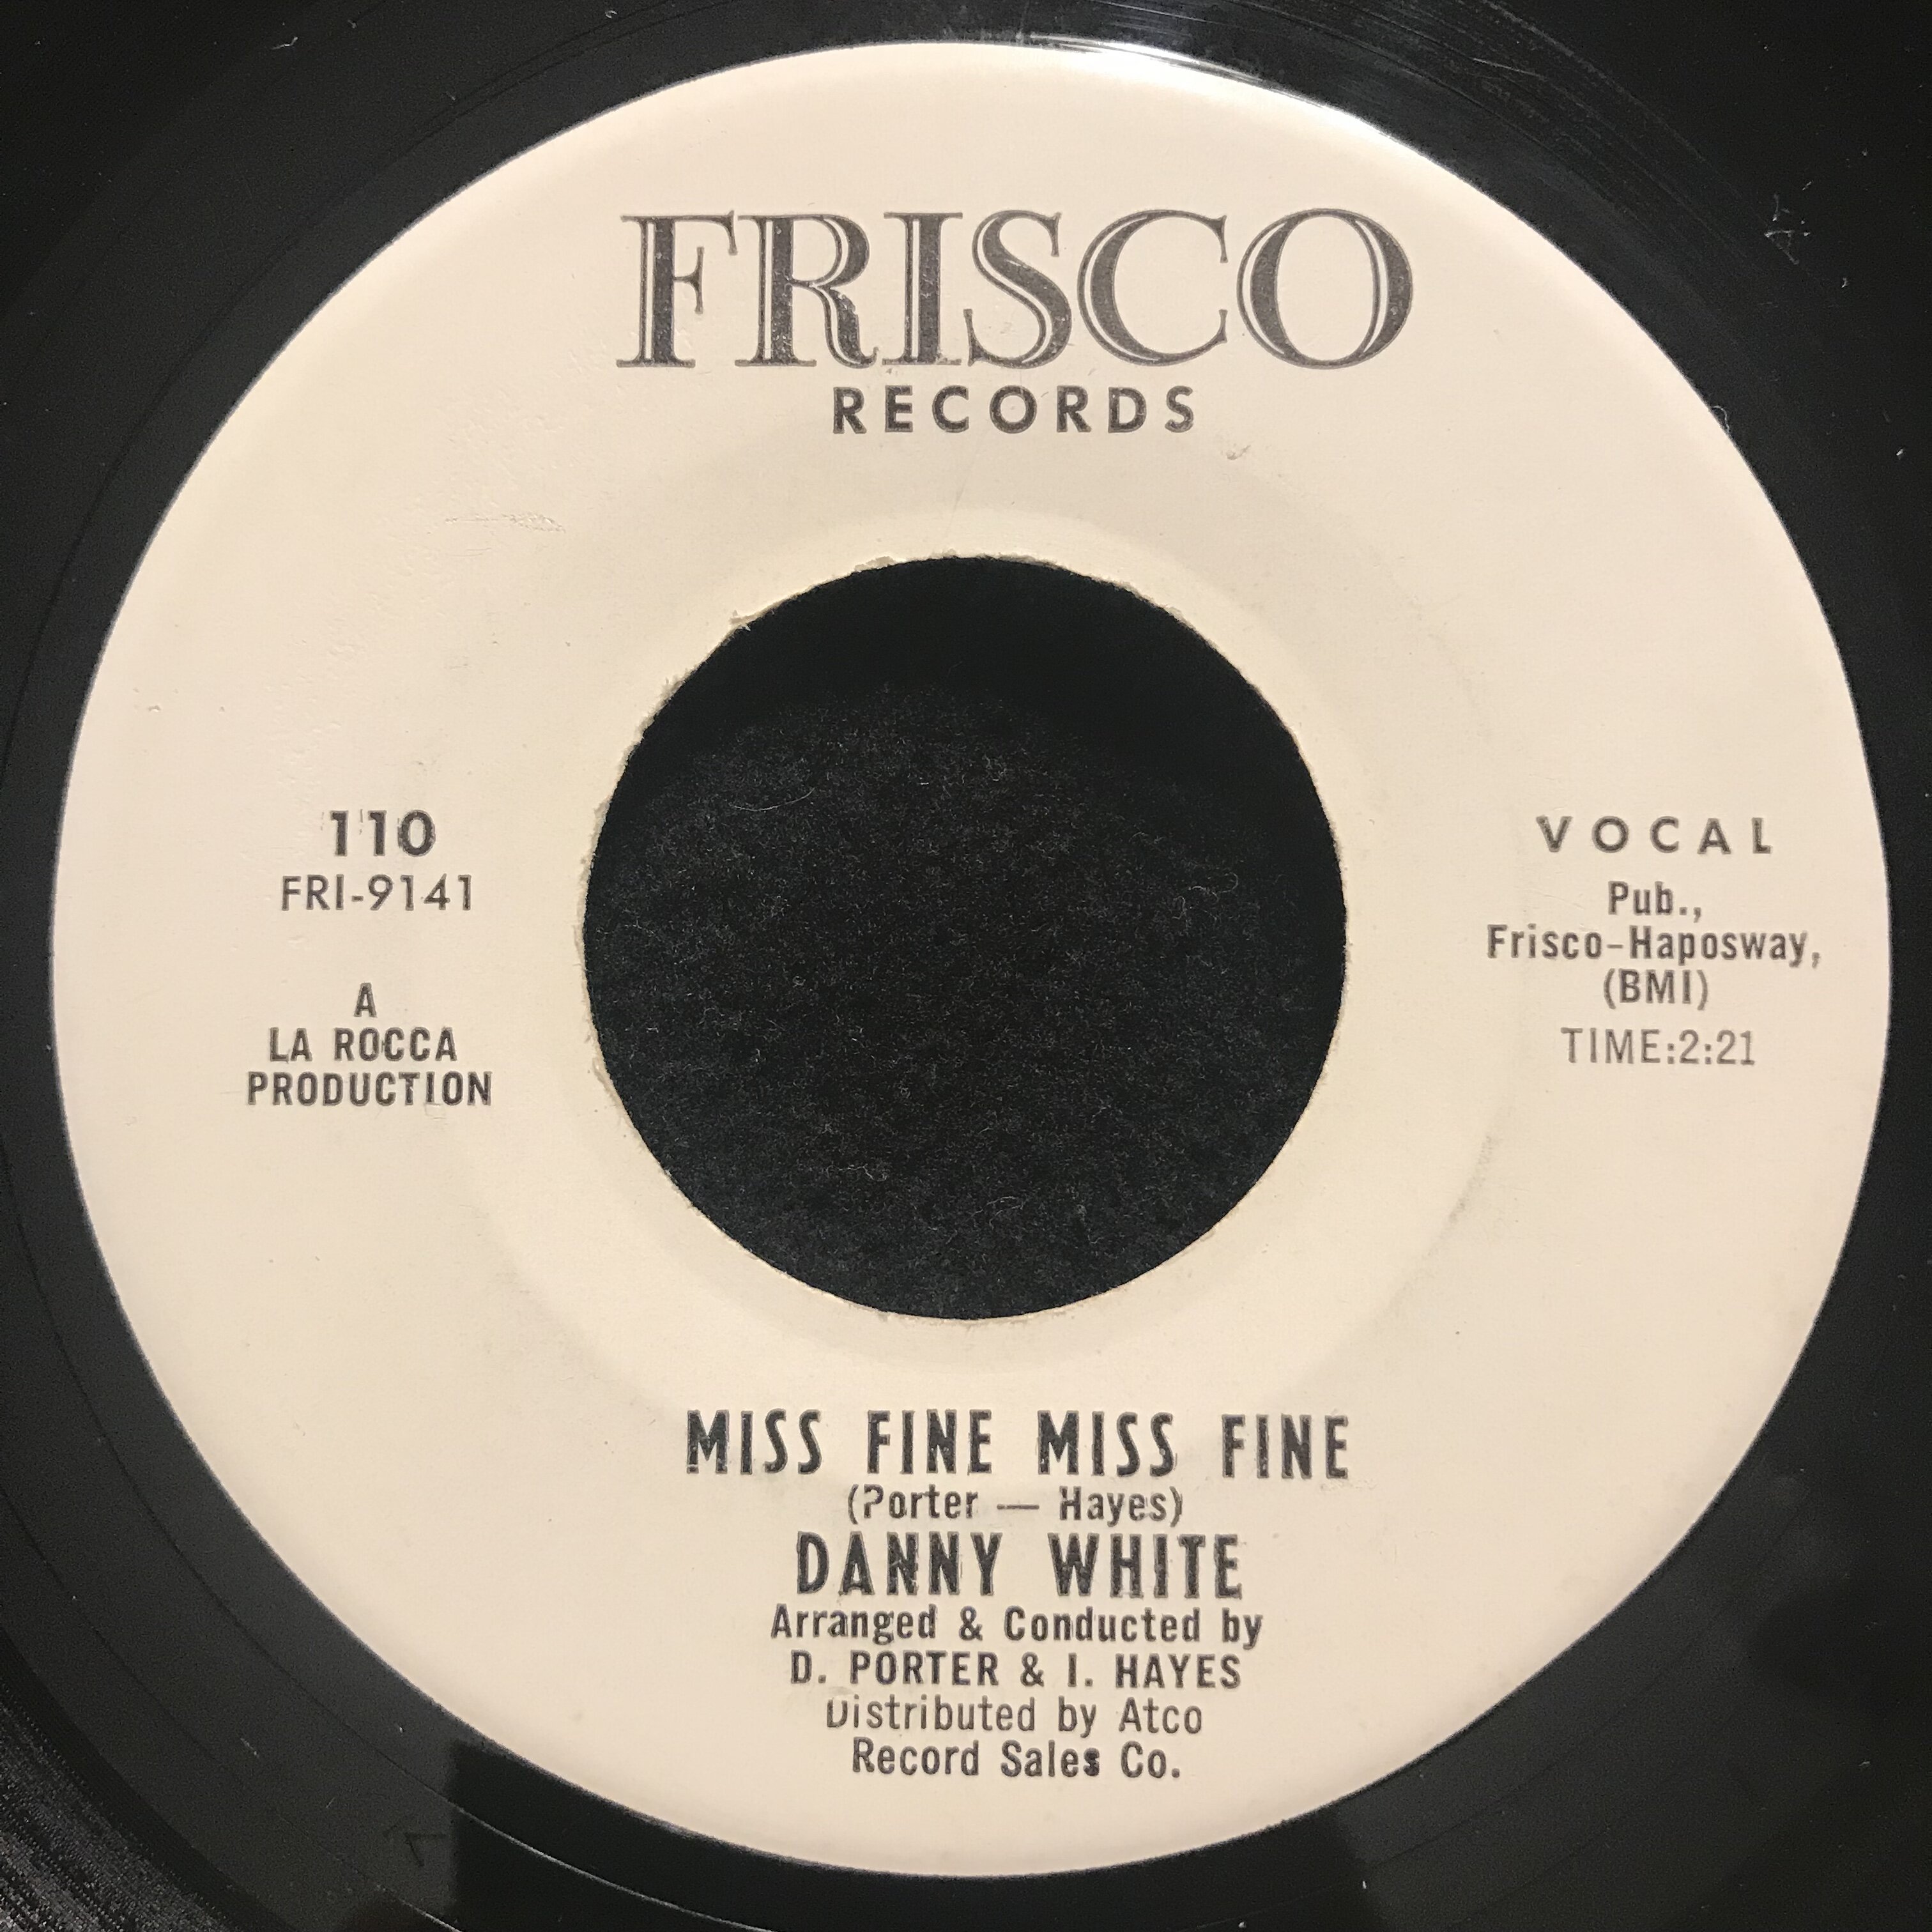 FRISCO
RECORDS
110
FRI-9141
A
LA ROCCA
PRODUCTION
VOCAL
Pub.,
Frisco-Haposway,
(BMI)
TIME:2:21
MISS FINE MISS FINE
(Porter — Hayes)
DANNY WHITE
Arranged & Conducted by
D. PORTER & I. HAYES
Distributed by Atco
Record Sales Co.